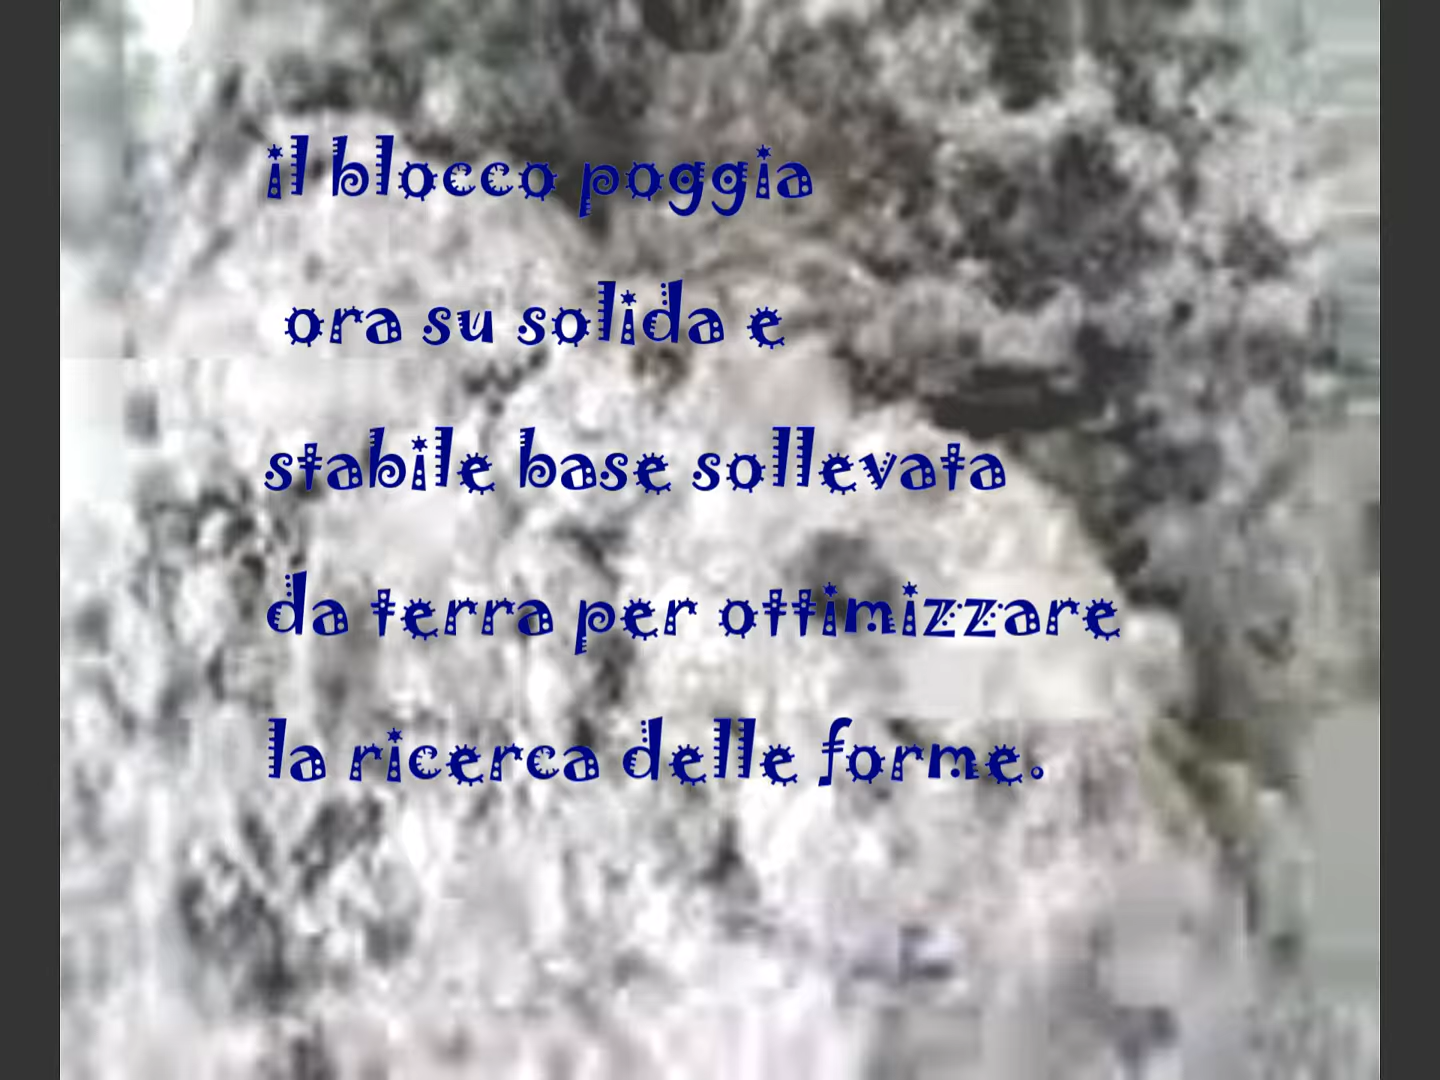 il blocco poggia
ora su solida e
stabile base sollevata
da terra per ottimizzare
la ricerca delle forme.